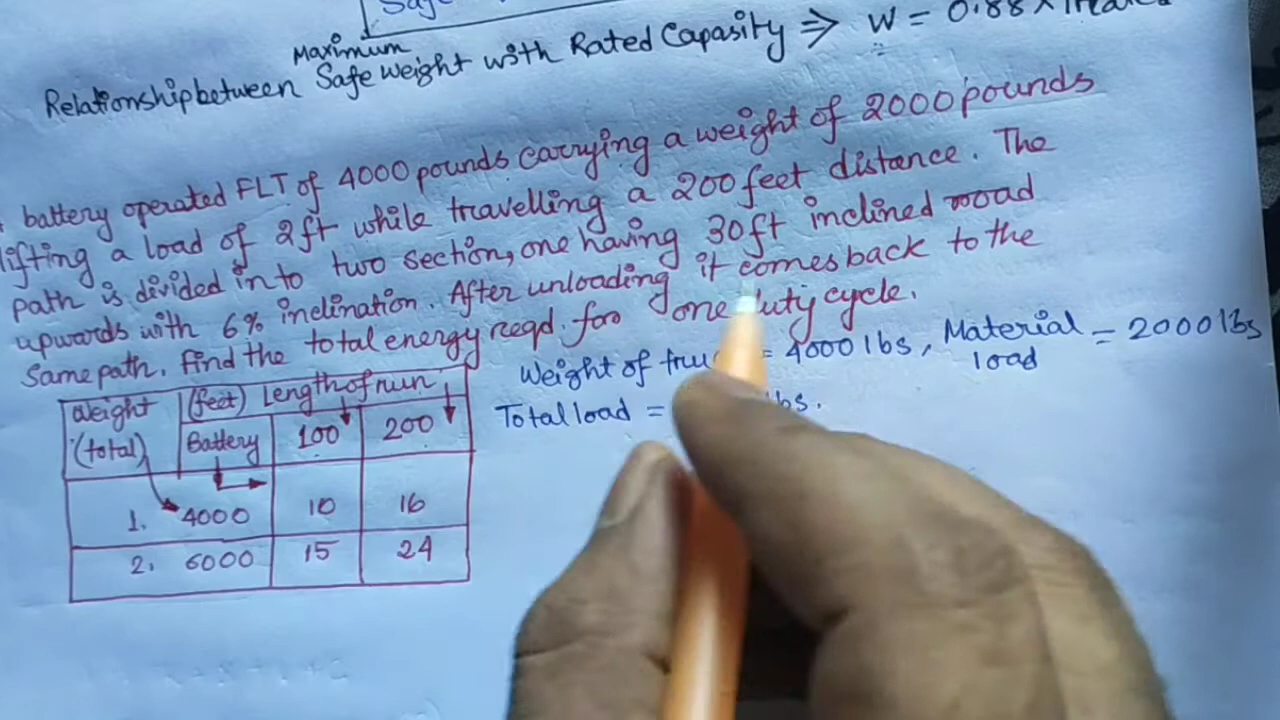 Safe
Maximum
Relationship between Safe Weight with Rated Capasity ⇒ W = 0.88 ×
battery operated FLT of 4000 pounds carrying a weight of 2000 pounds
lifting a load of 2ft while travelling a 200 feet distance. The
path is divided in to two section, one having 30ft inclined road
upwards with 6% inclination. After unloading it comes back to the
same path. Find the total energy reqd. for one duty cycle.
Weight of = 4000 lbs, Material load = 2000 lbs
Total load = lbs.
Weight (total) (feet) Length of run
Battery 100 200
1. 4000 10 16
2. 6000 15 24